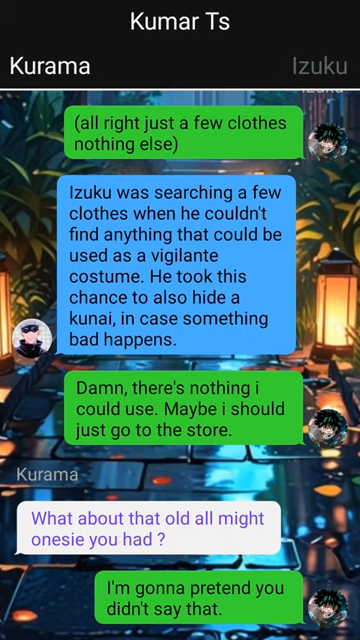 Kumar Ts
Kurama
Izuku
(all right just a few clothes
nothing else)
Izuku was searching a few
clothes when he couldn't
find anything that could be
used as a vigilante
costume. He took this
chance to also hide a
kunai, in case something
bad happens.
Damn, there's nothing i
could use. Maybe i should
just go to the store.
Kurama
What about that old all might
onesie you had ?
I'm gonna pretend you
didn't say that.